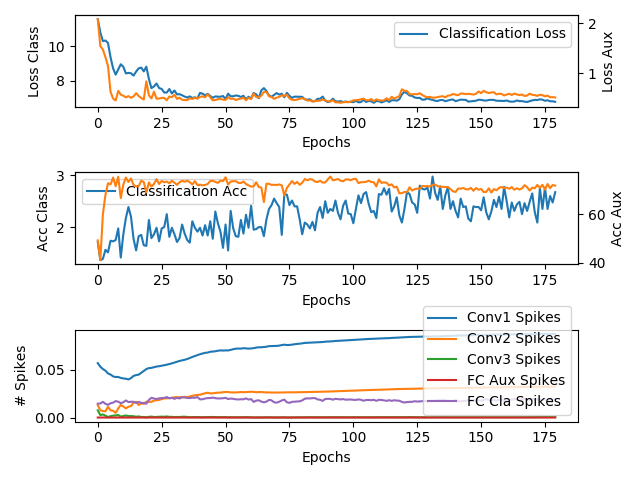 Classification Loss
Loss Class
Loss Aux
10
8
2
1
0 25 50 75 100 125 150 175
Epochs
Classification Acc
Acc Class
Acc Aux
3
2
60
40
0 25 50 75 100 125 150 175
Epochs
Conv1 Spikes
Conv2 Spikes
Conv3 Spikes
FC Aux Spikes
FC Cla Spikes
# Spikes
0.05
0.00
0 25 50 75 100 125 150 175
Epochs